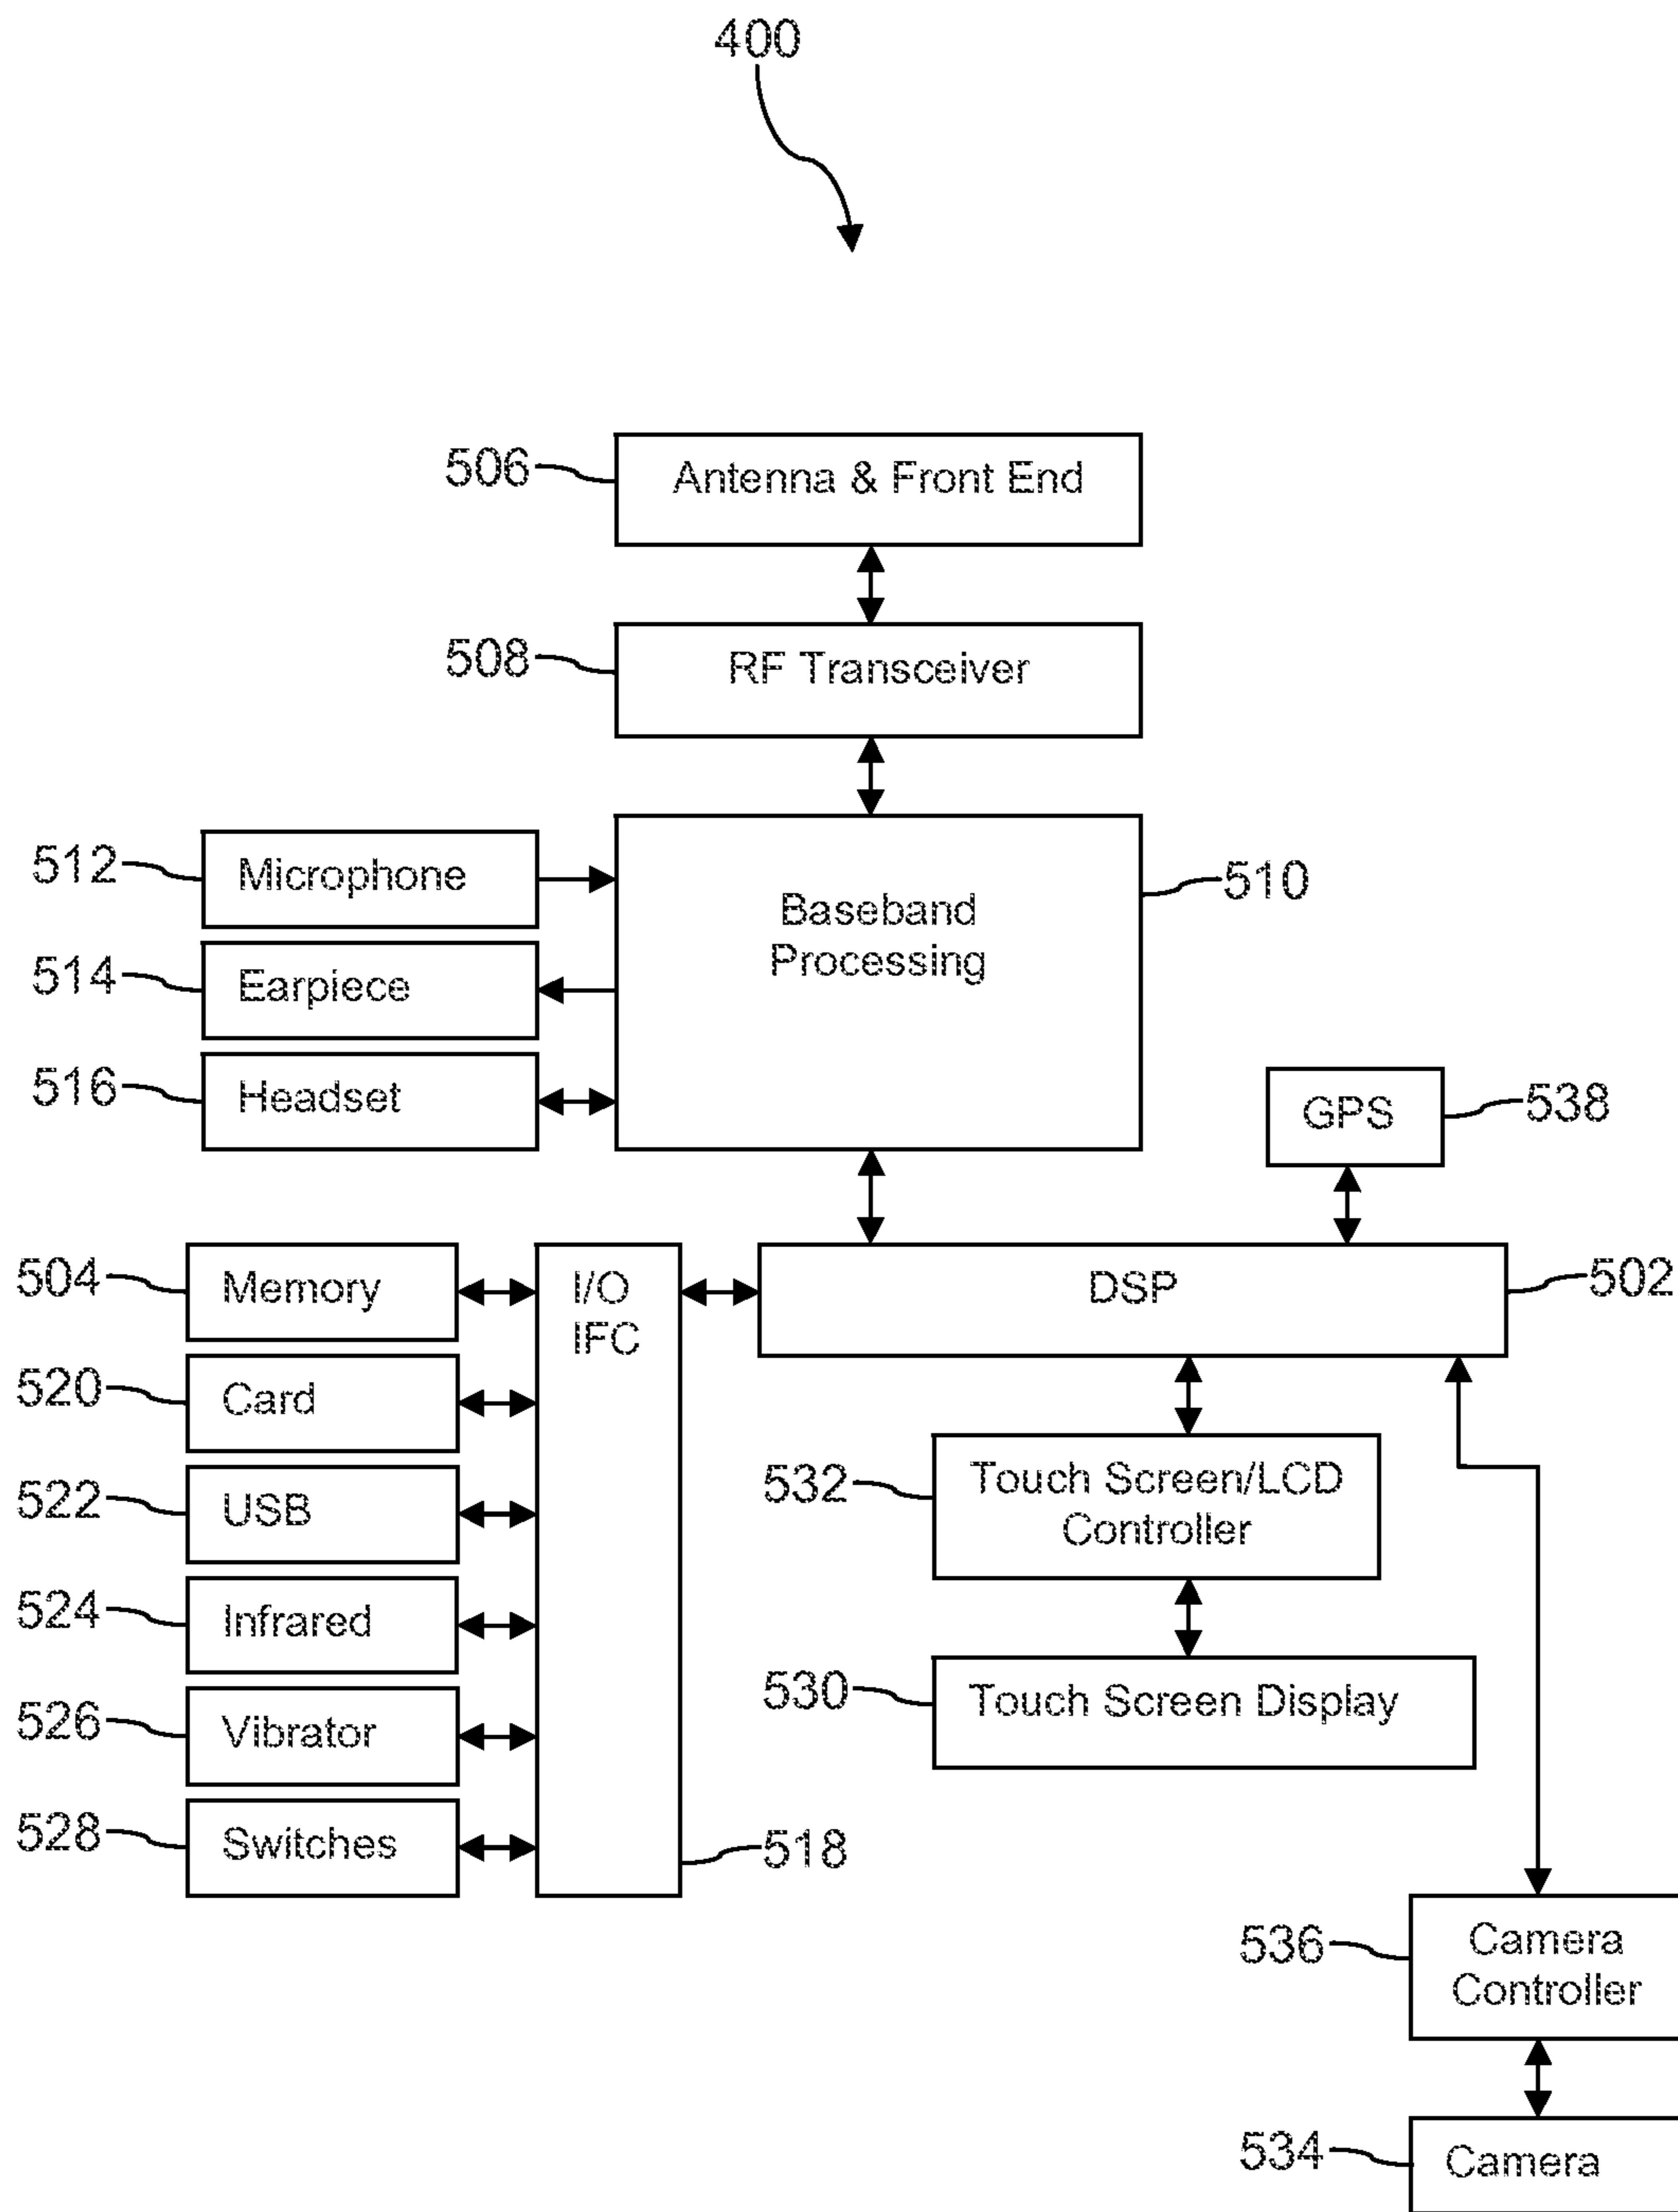 400
506
Antenna & Front End
508
RF Transceiver
512
Microphone
510
Baseband
Processing
514
Earpiece
516
Headset
GPS
538
504
Memory
I/O
IFC
DSP
502
520
Card
522
USB
532
Touch Screen/LCD
Controller
524
Infrared
530
Touch Screen Display
526
Vibrator
528
Switches
518
536
Camera
Controller
534
Camera